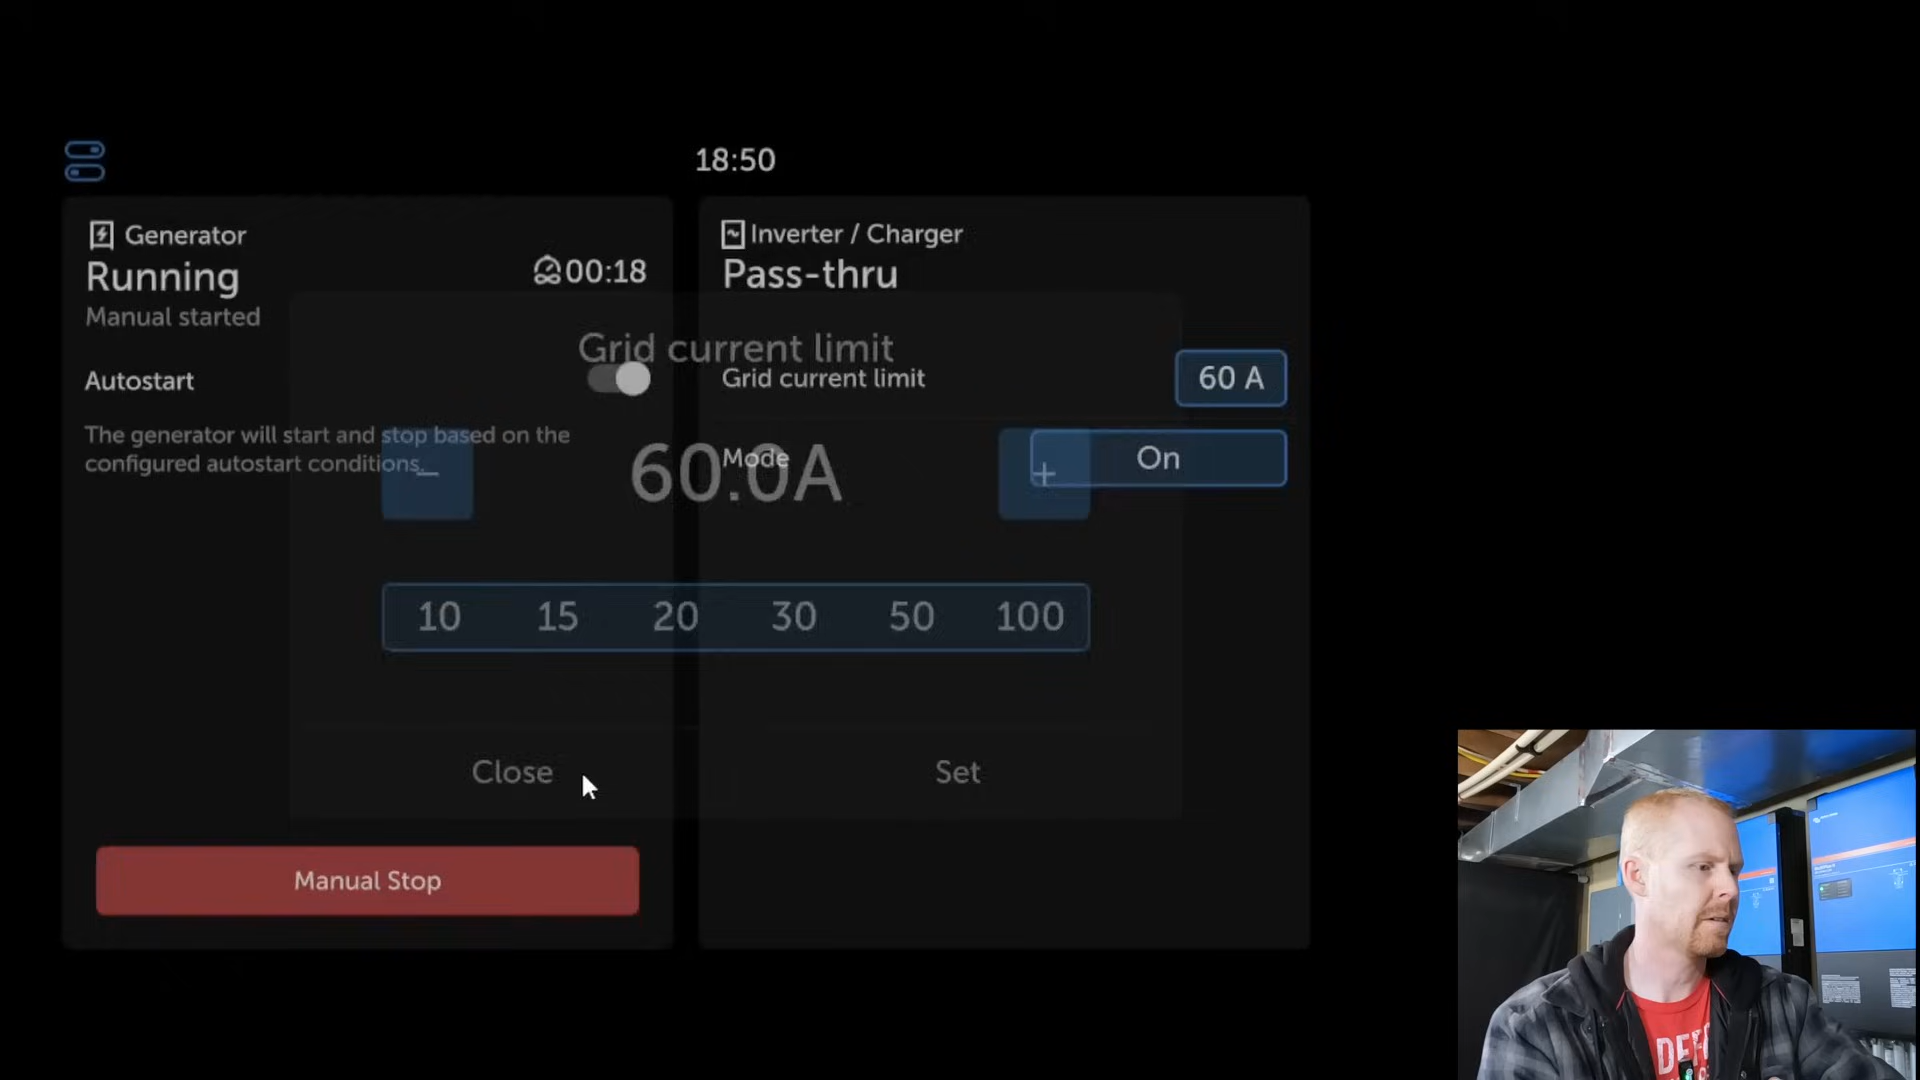 18:50
Generator
Running
00:18
Manual started
Autostart
The generator will start and stop based on the
configured autostart conditions.
Inverter / Charger
Pass-thru
Grid current limit
60 A
Mode
On
Grid current limit
−
60.0A
+
10 15 20 30 50 100
Close
Set
Manual Stop